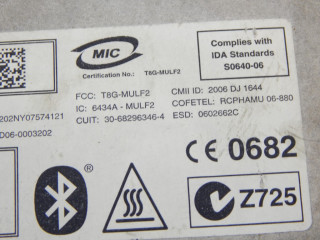 MIC
Certification No.: T8G-MULF2
Complies with
IDA Standards
S0640-06
FCC: T8G-MULF2
IC: 6434A - MULF2
CUIT: 30-68296346-4
CMII ID: 2006 DJ 1644
COFETEL: RCPHAMU 06-880
ESD: 0602662C
202NY07574121
D06-0003202
CE 0682
Z725